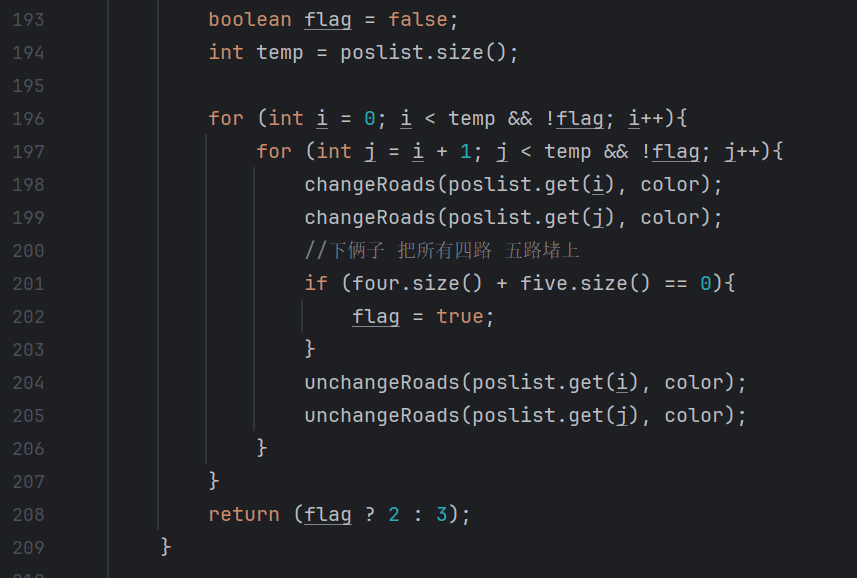 193 boolean flag = false;
194 int temp = poslist.size();
195
196 for (int i = 0; i < temp && !flag; i++){
197 for (int j = i + 1; j < temp && !flag; j++){
198 changeRoads(poslist.get(i), color);
199 changeRoads(poslist.get(j), color);
200 //下俩子 把所有四路 五路堵上
201 if (four.size() + five.size() == 0){
202 flag = true;
203 }
204 unchangeRoads(poslist.get(i), color);
205 unchangeRoads(poslist.get(j), color);
206 }
207 }
208 return (flag ? 2 : 3);
209 }